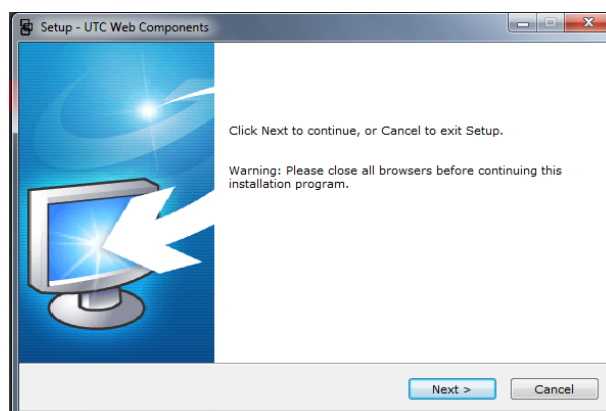 Setup - UTC Web Components
Click Next to continue, or Cancel to exit Setup.
Warning: Please close all browsers before continuing this
installation program.
Next >
Cancel